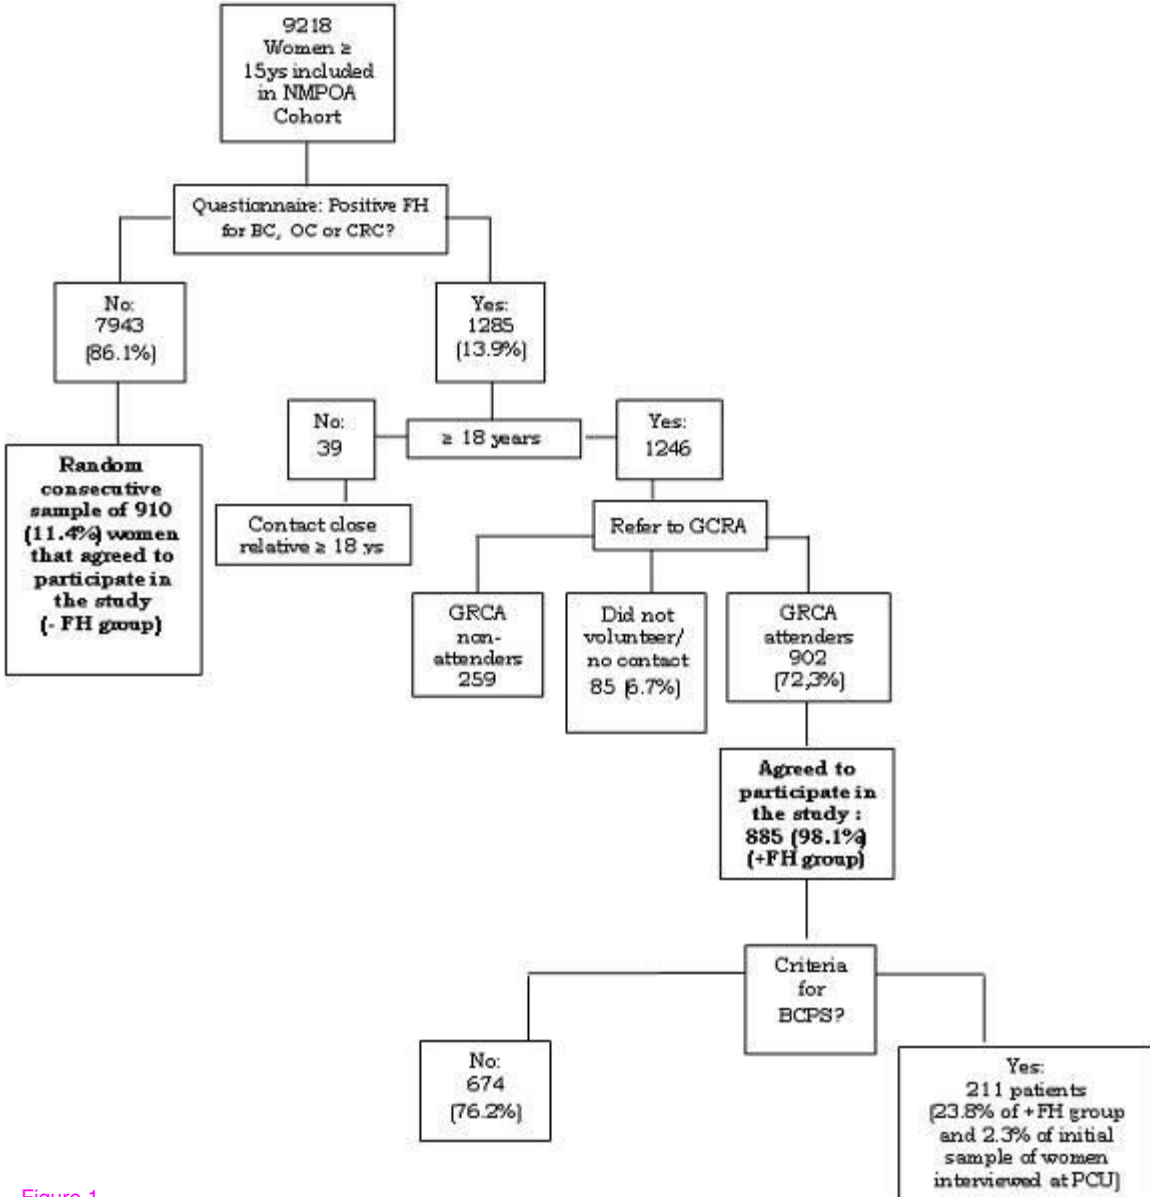 9218
Women ≥
15ys included
in NMPOA
Cohort
Questionnaire: Positive FH
for BC, OC or CRC?
No:
7943
(86.1%)
Yes:
1285
(13.9%)
No:
39
≥ 18 years
Yes:
1246
Random
consecutive
sample of 910
(11.4%) women
that agreed to
participate in
the study
(- FH group)
Contact close
relative ≥ 18 ys
Refer to GCRA
GRCA
non-
attenders
259
Did not
volunteer/
no contact
85 (6.7%)
GRCA
attenders
902
(72,3%)
Agreed to
participate in
the study :
885 (98.1%)
(+FH group)
Criteria
for
BCPS?
No:
674
(76.2%)
Yes:
211 patients
(23.8% of +FH group
and 2.3% of initial
sample of women
interviewed at PCU)
Figure 1